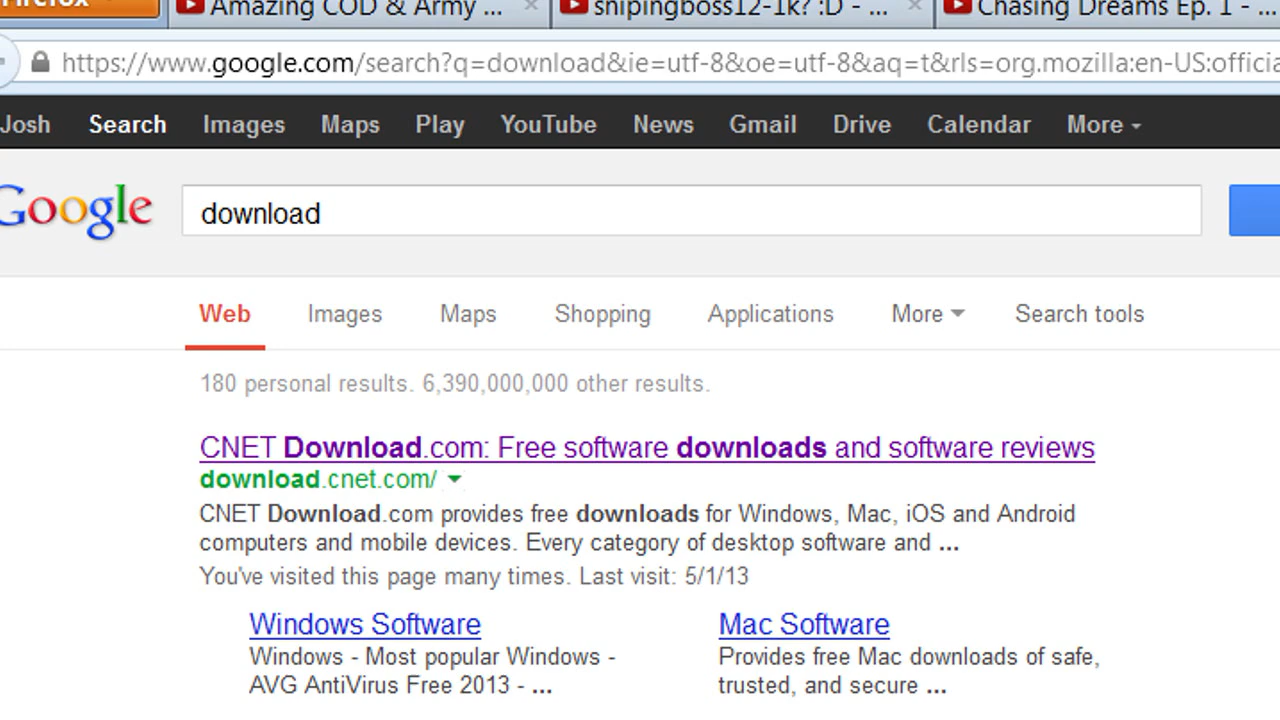 Firefox
Amazing COD & Army ... × snipingboss12-1k? :D - ... × Chasing Dreams Ep. 1 - ...
https://www.google.com/search?q=download&ie=utf-8&oe=utf-8&aq=t&rls=org.mozilla:en-US:officia
Josh Search Images Maps Play YouTube News Gmail Drive Calendar More
Google download
Web Images Maps Shopping Applications More Search tools
180 personal results. 6,390,000,000 other results.
CNET Download.com: Free software downloads and software reviews
download.cnet.com/
CNET Download.com provides free downloads for Windows, Mac, iOS and Android
computers and mobile devices. Every category of desktop software and ...
You've visited this page many times. Last visit: 5/1/13
Windows Software Mac Software
Windows - Most popular Windows - Provides free Mac downloads of safe,
AVG AntiVirus Free 2013 - ... trusted, and secure ...